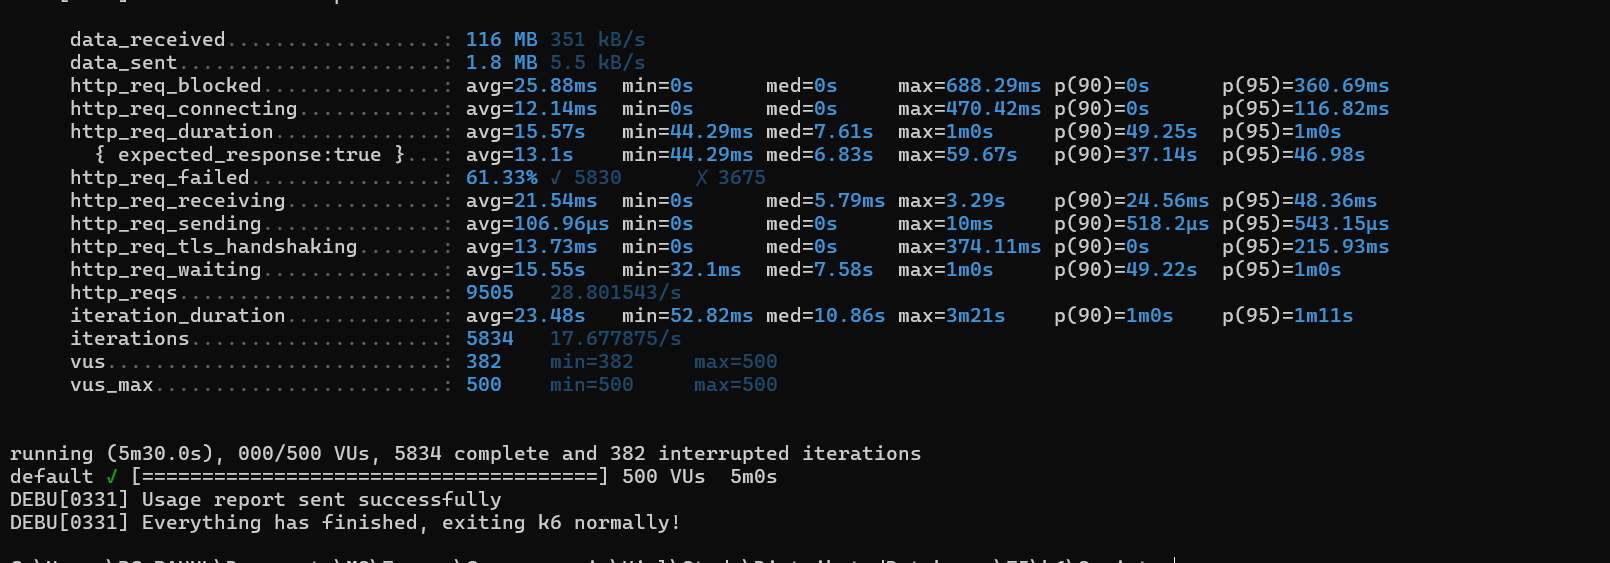 data_received..................: 116 MB 351 kB/s
data_sent......................: 1.8 MB 5.5 kB/s
http_req_blocked...............: avg=25.88ms min=0s med=0s max=688.29ms p(90)=0s p(95)=360.69ms
http_req_connecting............: avg=12.14ms min=0s med=0s max=470.42ms p(90)=0s p(95)=116.82ms
http_req_duration..............: avg=15.57s min=44.29ms med=7.61s max=1m0s p(90)=49.25s p(95)=1m0s
{ expected_response:true }...: avg=13.1s min=44.29ms med=6.83s max=59.67s p(90)=37.14s p(95)=46.98s
http_req_failed................: 61.33% ✓ 5830 ✗ 3675
http_req_receiving.............: avg=21.54ms min=0s med=5.79ms max=3.29s p(90)=24.56ms p(95)=48.36ms
http_req_sending...............: avg=106.96µs min=0s med=0s max=10ms p(90)=518.2µs p(95)=543.15µs
http_req_tls_handshaking.......: avg=13.73ms min=0s med=0s max=374.11ms p(90)=0s p(95)=215.93ms
http_req_waiting...............: avg=15.55s min=32.1ms med=7.58s max=1m0s p(90)=49.22s p(95)=1m0s
http_reqs......................: 9505 28.801543/s
iteration_duration.............: avg=23.48s min=52.82ms med=10.86s max=3m21s p(90)=1m0s p(95)=1m11s
iterations.....................: 5834 17.677875/s
vus............................: 382 min=382 max=500
vus_max........................: 500 min=500 max=500
running (5m30.0s), 000/500 VUs, 5834 complete and 382 interrupted iterations
default ✓ [======================================] 500 VUs 5m0s
DEBU[0331] Usage report sent successfully
DEBU[0331] Everything has finished, exiting k6 normally!